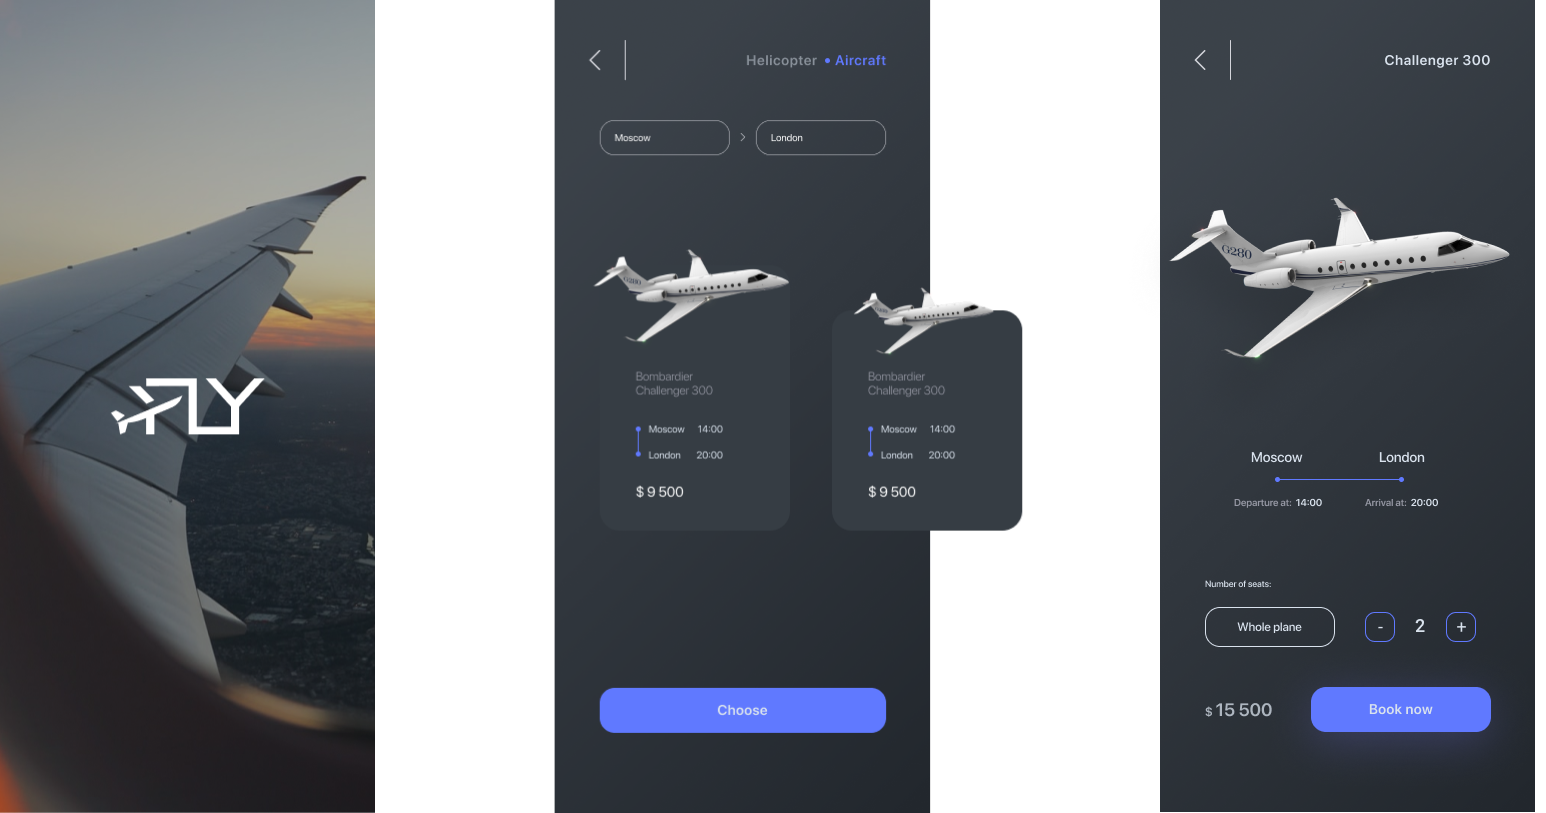 FLY
Helicopter • Aircraft
Moscow > London
G280
Bombardier
Challenger 300
Moscow 14:00
London 20:00
$ 9 500
G280
Bombardier
Challenger 300
Moscow 14:00
London 20:00
$ 9 500
Choose
Challenger 300
G280
Moscow London
Departure at: 14:00 Arrival at: 20:00
Number of seats:
Whole plane - 2 +
$ 15 500 Book now